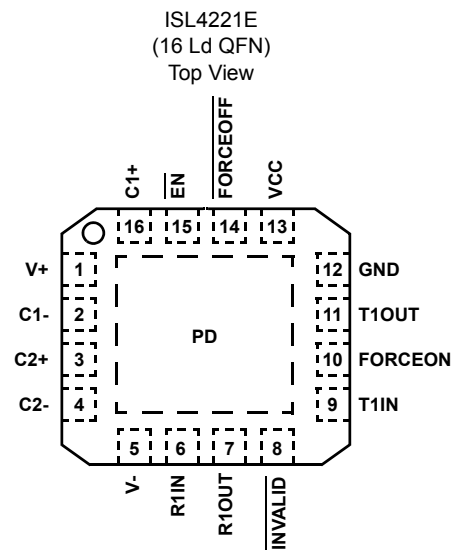 ISL4221E
(16 Ld QFN)
Top View
C1+
EN
FORCEOFF
VCC
16
15
14
13
V+
1
12
GND
C1-
2
11
T1OUT
PD
C2+
3
10
FORCEON
C2-
4
9
T1IN
5
6
7
8
V-
R1IN
R1OUT
INVALID